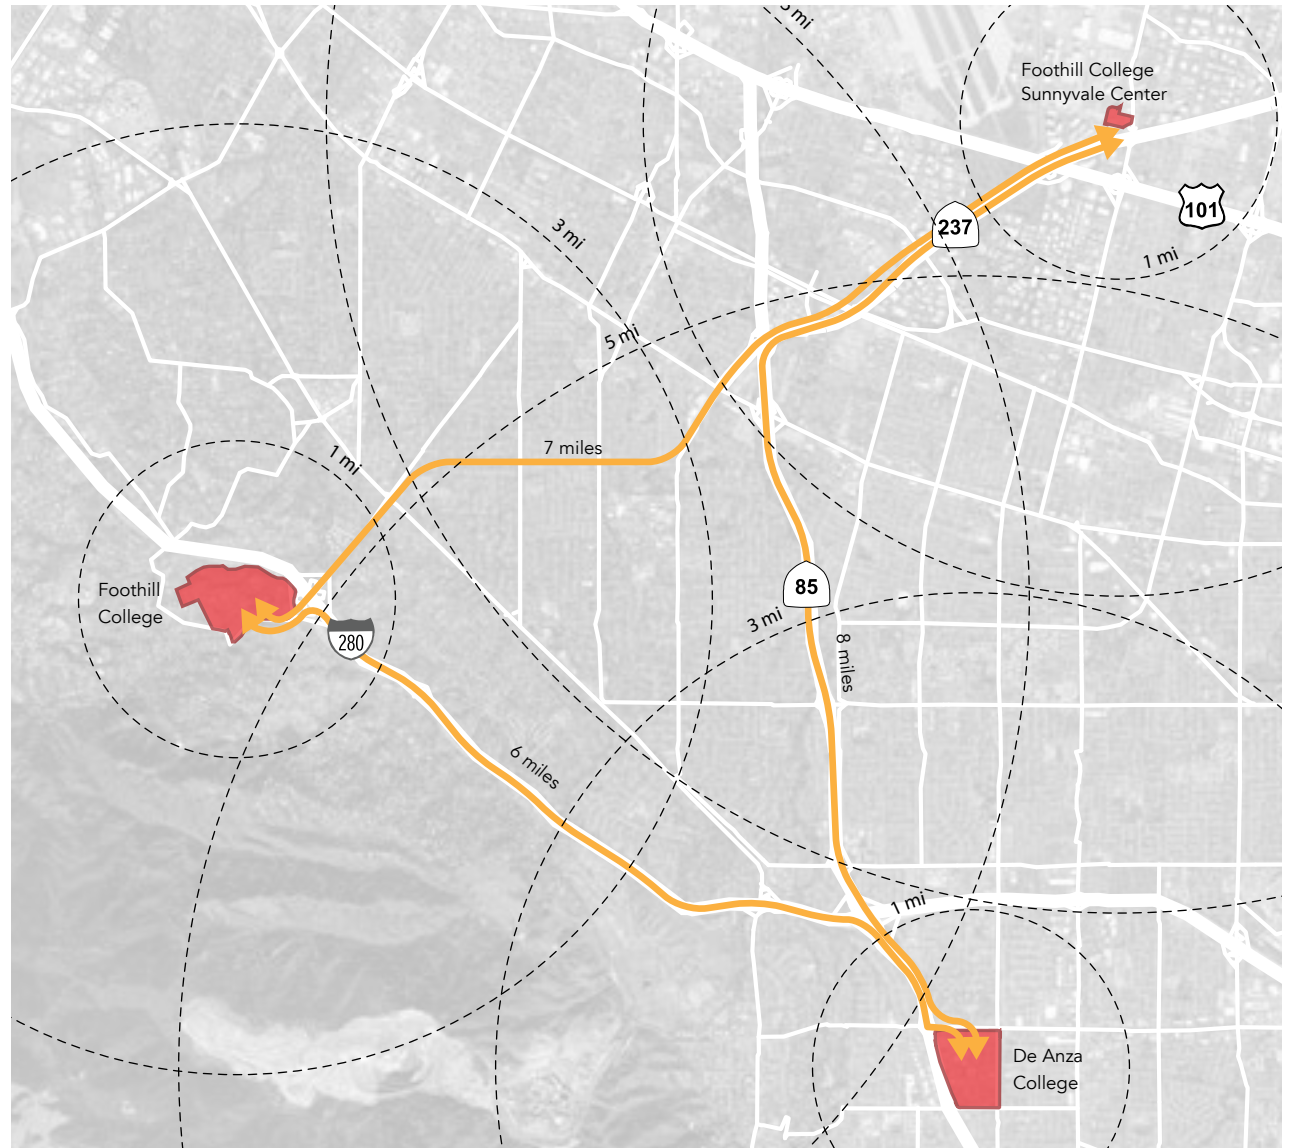 5 mi
Foothill College
Sunnyvale Center
101
237
3 mi
1 mi
5 mi
7 miles
1 mi
85
Foothill
College
3 mi
280
8 miles
6 miles
1 mi
De Anza
College